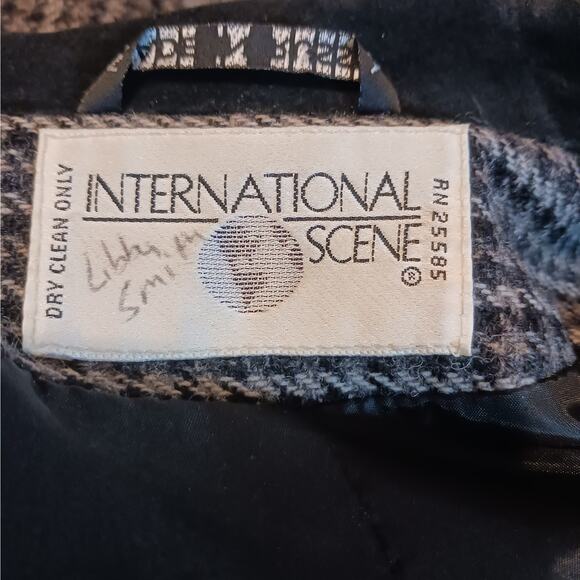 DRY CLEAN ONLY
INTERNATIONAL
SCENE ®
RN 25585